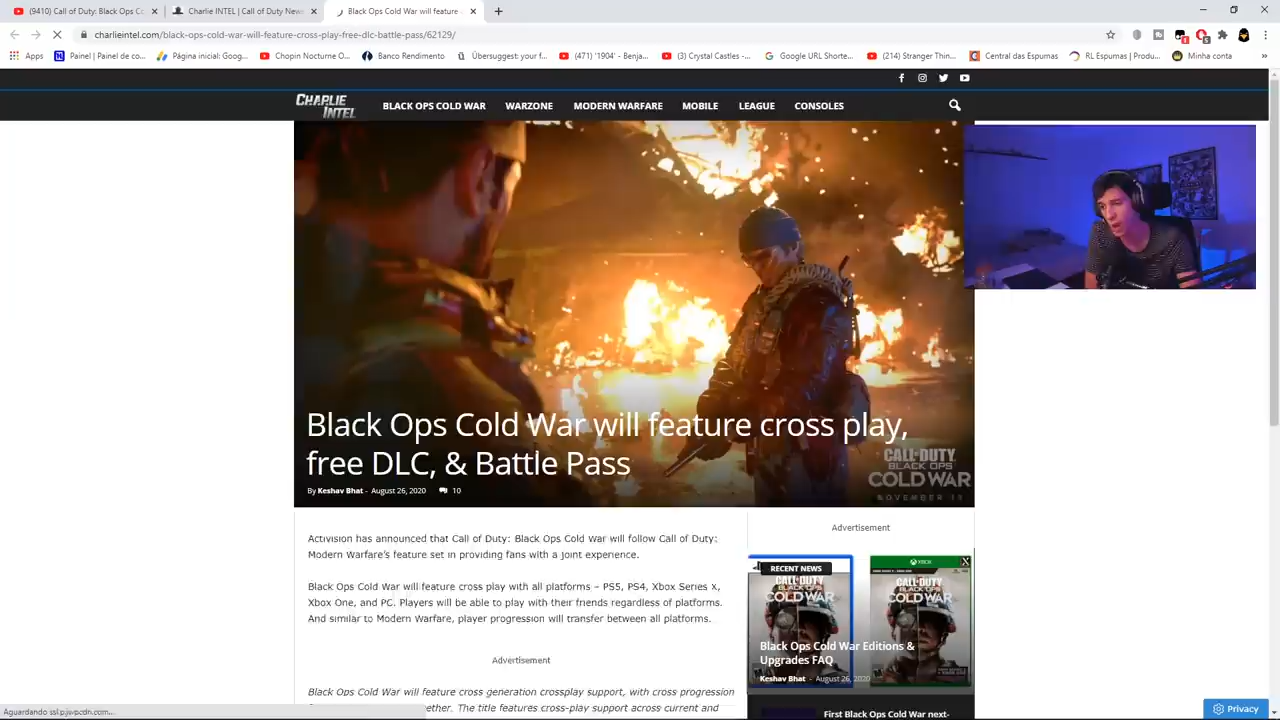 (9410) Call of Duty: Black Ops C
Charlie INTEL | Call of Duty News
Black Ops Cold War will feature
charlieintel.com/black-ops-cold-war-will-feature-cross-play-free-dlc-battle-pass/62129/
Apps
Painel | Painel de co...
Página inicial: Goog...
Chopin Nocturne O...
Banco Rendimento
Übersuggest: your f...
(471) '1904' - Benja...
(3) Crystal Castles -...
Google URL Shorte...
(214) Stranger Thin...
Central das Espumas
RL Espumas | Produ...
Minha conta
CHARLIE INTEL
BLACK OPS COLD WAR
WARZONE
MODERN WARFARE
MOBILE
LEAGUE
CONSOLES
Black Ops Cold War will feature cross play,
free DLC, & Battle Pass
By Keshav Bhat - August 26, 2020 10
CALL OF DUTY
BLACK OPS
COLD WAR
NOVEMBER 13
Activision has announced that Call of Duty: Black Ops Cold War will follow Call of Duty:
Modern Warfare's feature set in providing fans with a joint experience.
Black Ops Cold War will feature cross play with all platforms – PS5, PS4, Xbox Series X,
Xbox One, and PC. Players will be able to play with their friends regardless of platforms.
And similar to Modern Warfare, player progression will transfer between all platforms.
Advertisement
Black Ops Cold War will feature cross generation crossplay support, with cross progression
ether. The title features cross-play support across current and
Advertisement
RECENT NEWS
XBOX
CALL OF DUTY
BLACK OPS
COLD WAR
CALL OF DUTY
BLACK OPS
COLD WAR
Black Ops Cold War Editions &
Upgrades FAQ
Keshav Bhat - August 26, 2020
First Black Ops Cold War next-
Privacy
Aguardando ssl.p.jwpcdn.com...